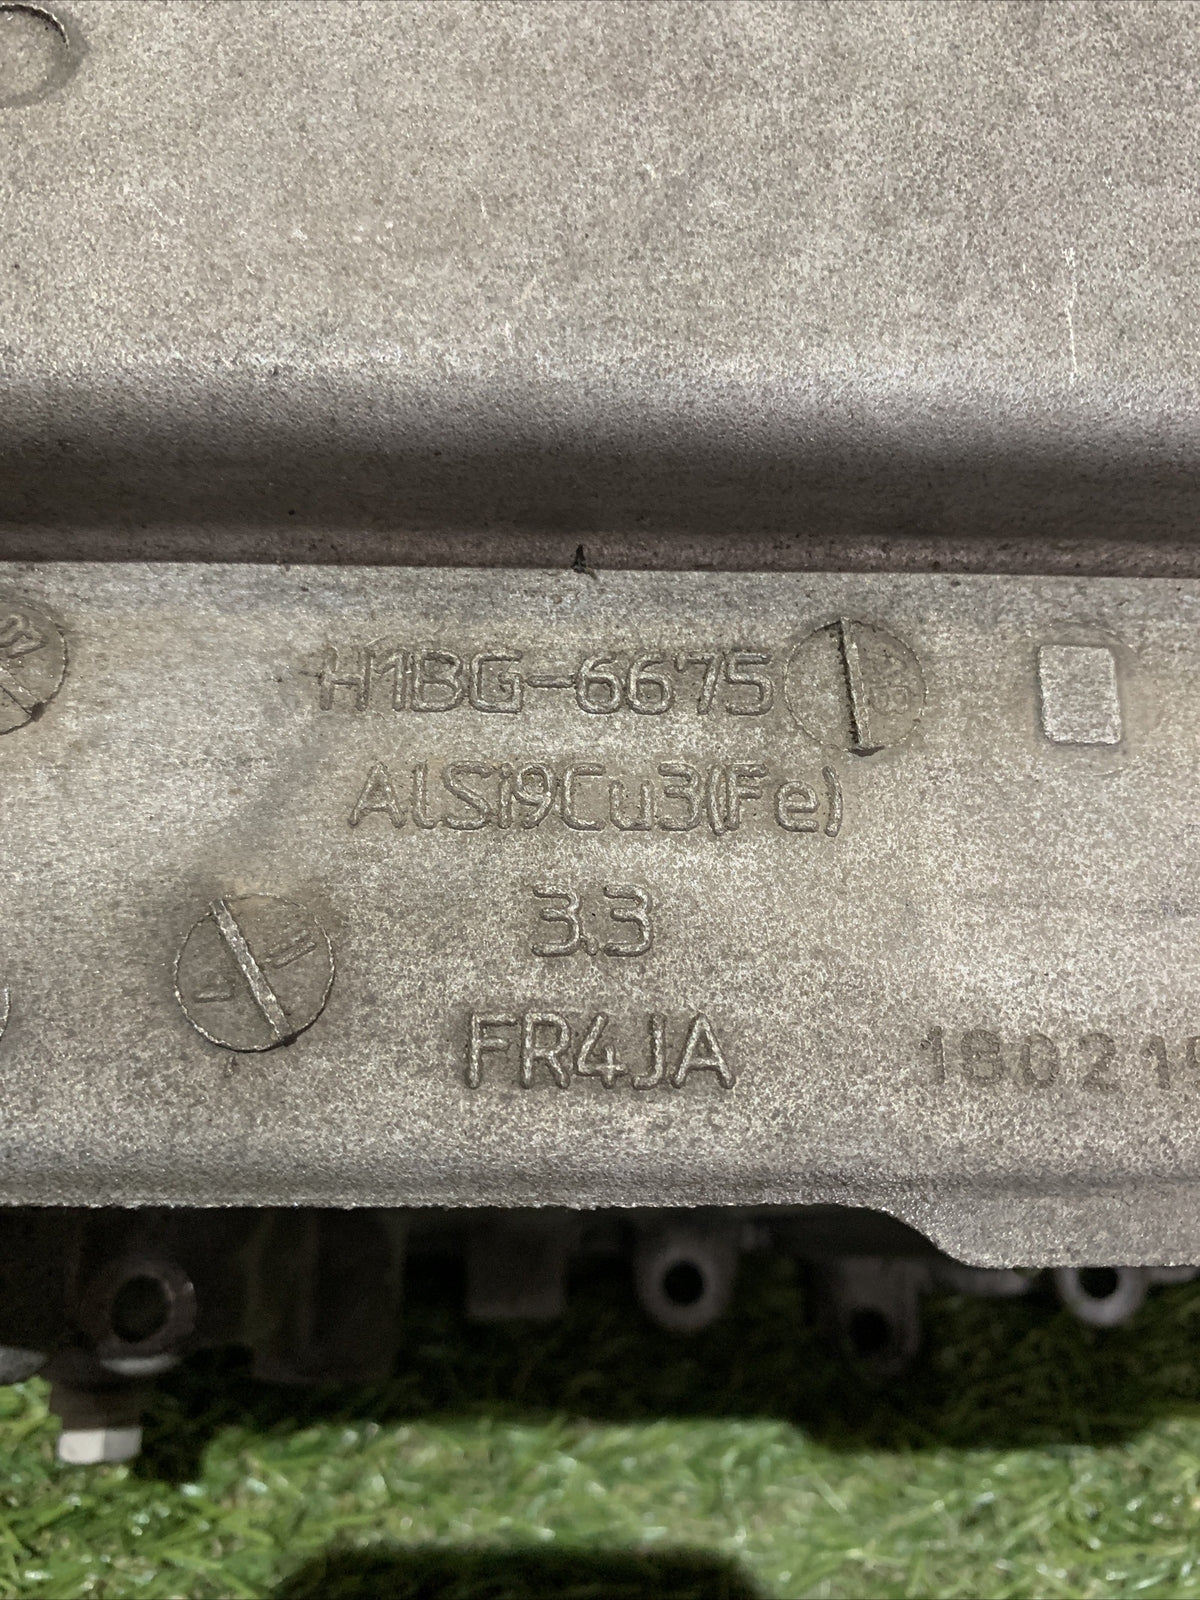 H1BG-6675
AlSi9Cu3(Fe)
3.3
FR4JA